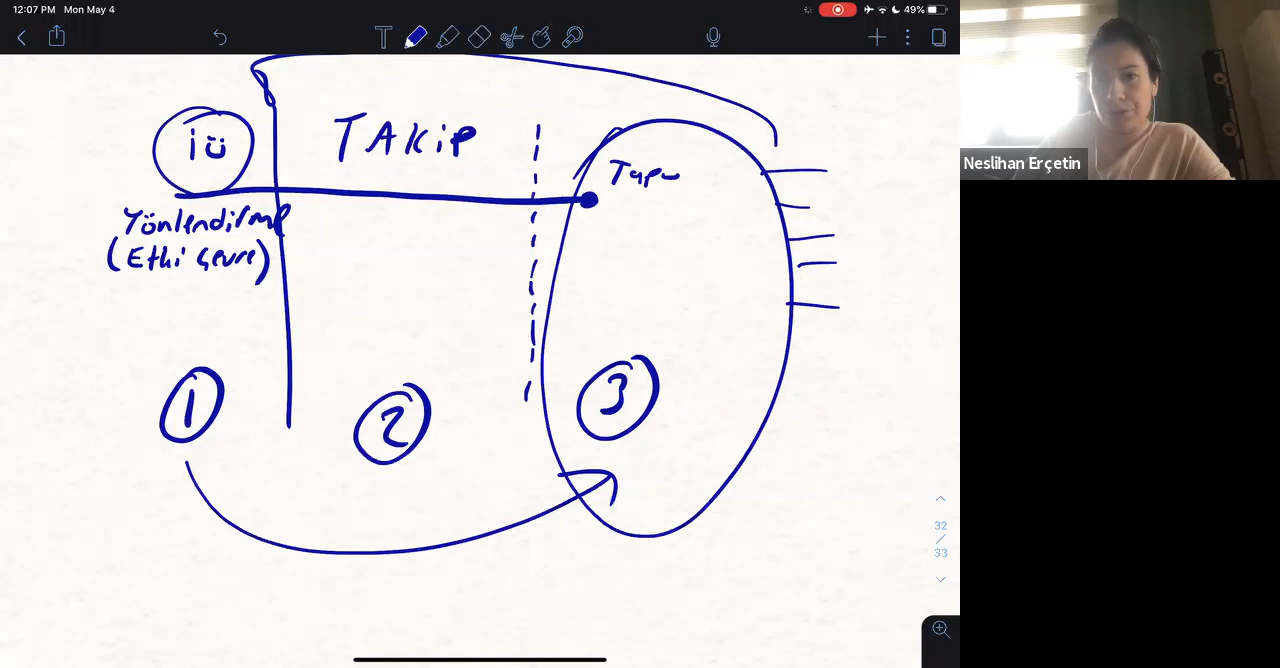 12:07 PM Mon May 4
49%
T
İÜ
TAKİP
Tapu
Yönlendirme
(Etki Çevre)
1
2
3
Neslihan Erçetin
32
33